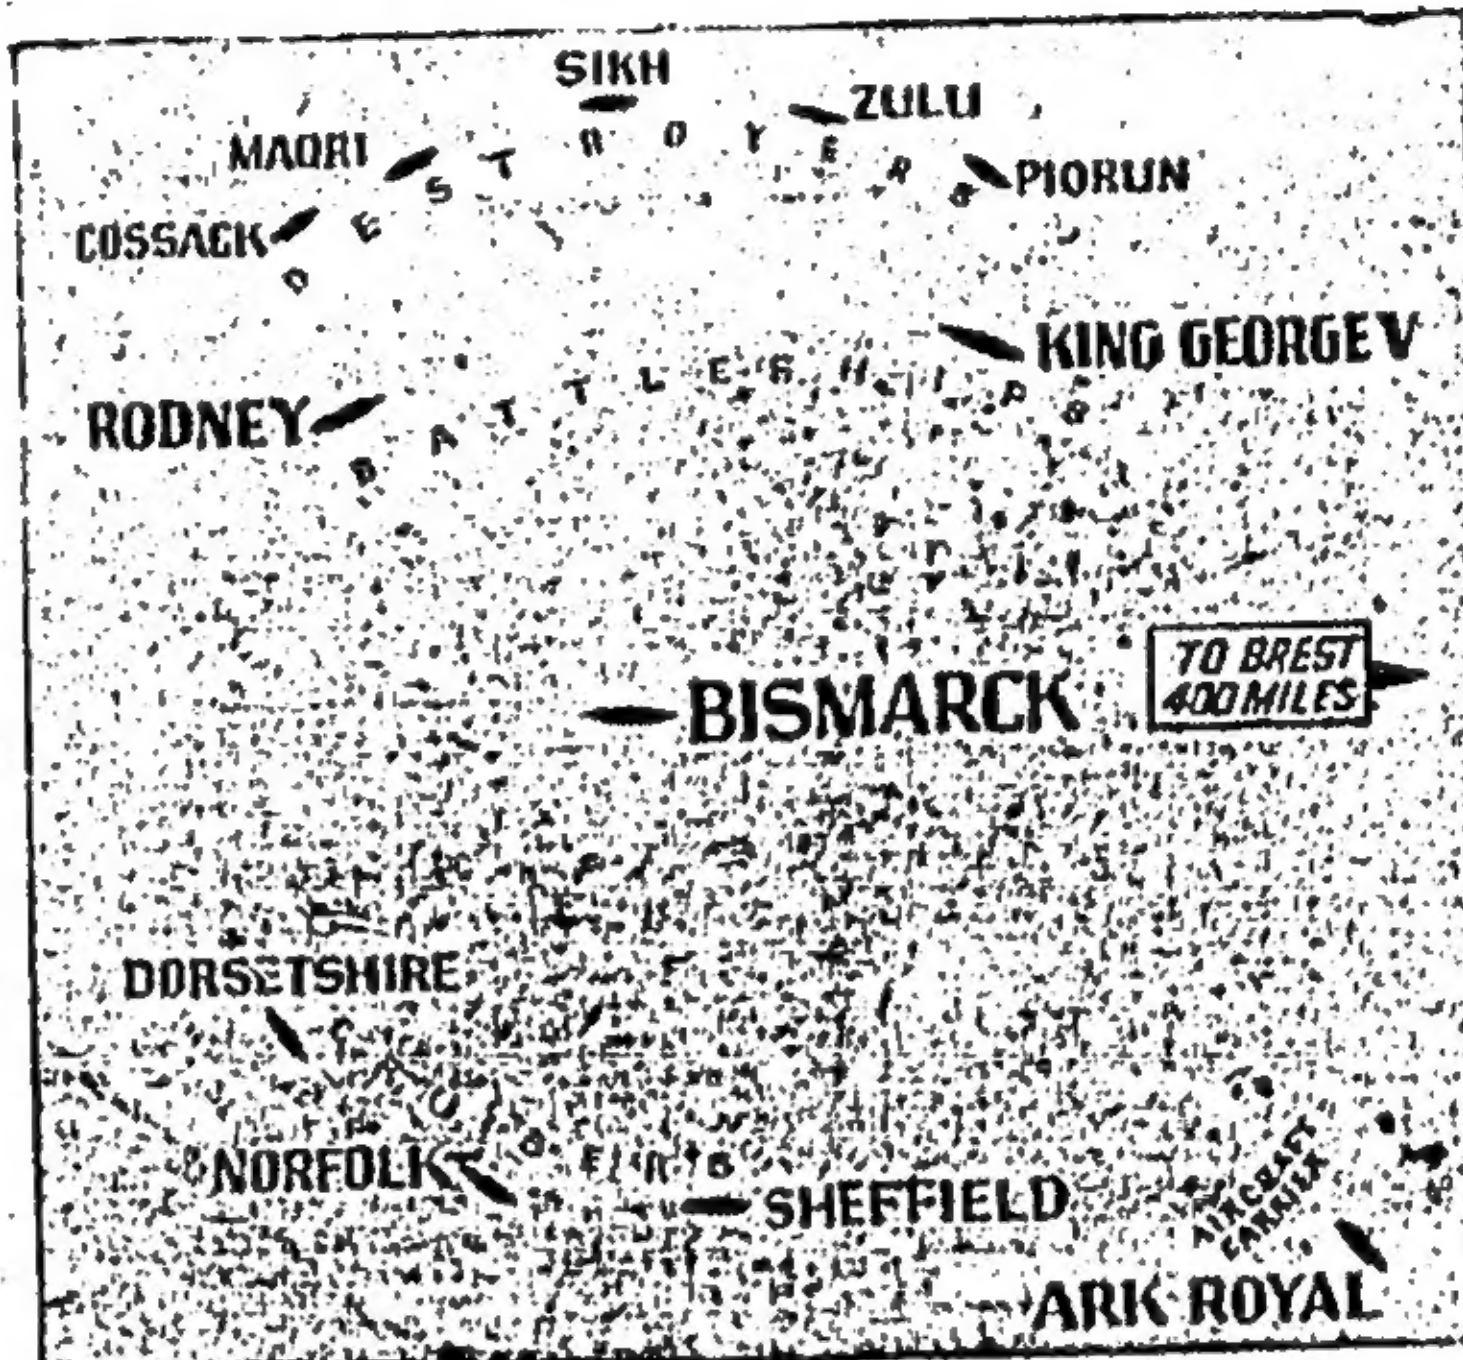 SIKH
ZULU
MAORI
PIORUN
COSSACK
DESTROYERS
KING GEORGE V
RODNEY
BATTLESHIPS
TO BREST
400 MILES
BISMARCK
DORSETSHIRE
CRUISERS
NORFOLK
SHEFFIELD
AIRCRAFT
CARRIER
ARK ROYAL